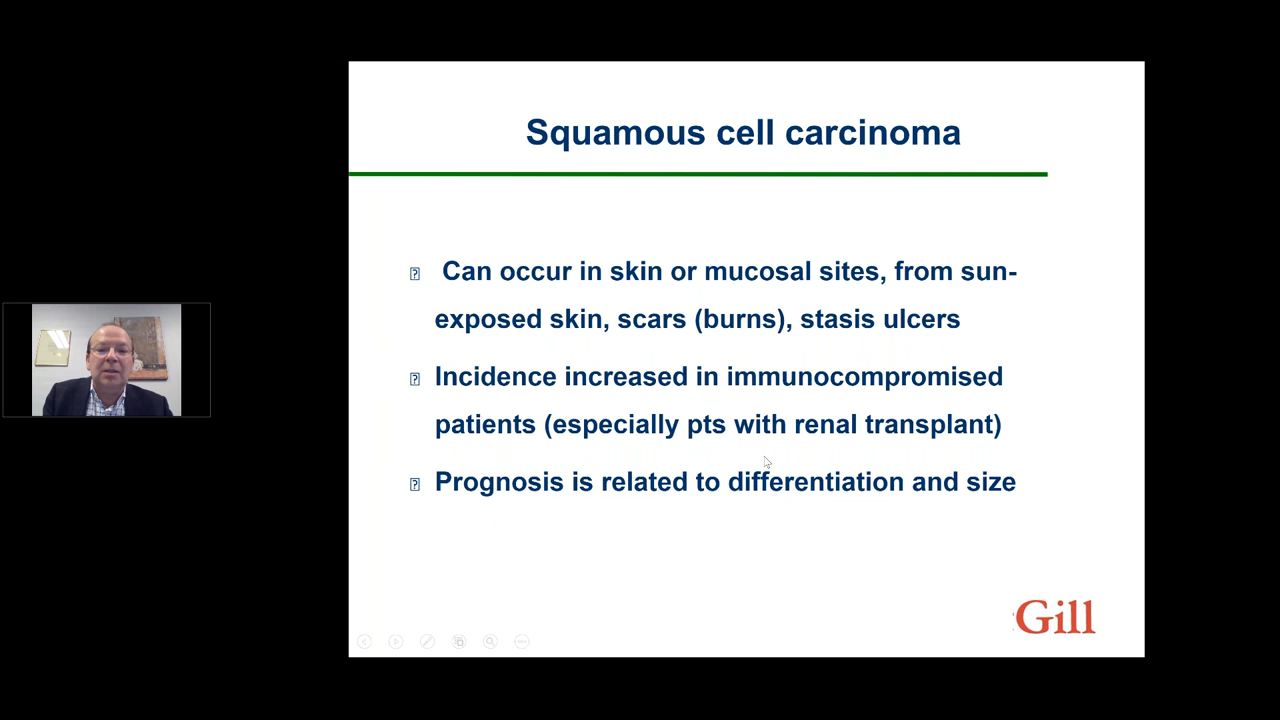 Squamous cell carcinoma
Can occur in skin or mucosal sites, from sun-
exposed skin, scars (burns), stasis ulcers
Incidence increased in immunocompromised
patients (especially pts with renal transplant)
Prognosis is related to differentiation and size
Gill